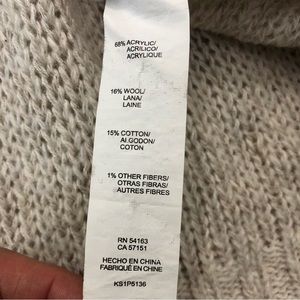 68% ACRYLIC/
ACRILICO/
ACRYLIQUE
16% WOOL/
LANA/
LAINE
15% COTTON/
ALGODON/
COTON
1% OTHER FIBERS/
OTRAS FIBRAS/
AUTRES FIBRES
RN 54163
CA 57151
HECHO EN CHINA
FABRIQUÉ EN CHINE
KS1P5136